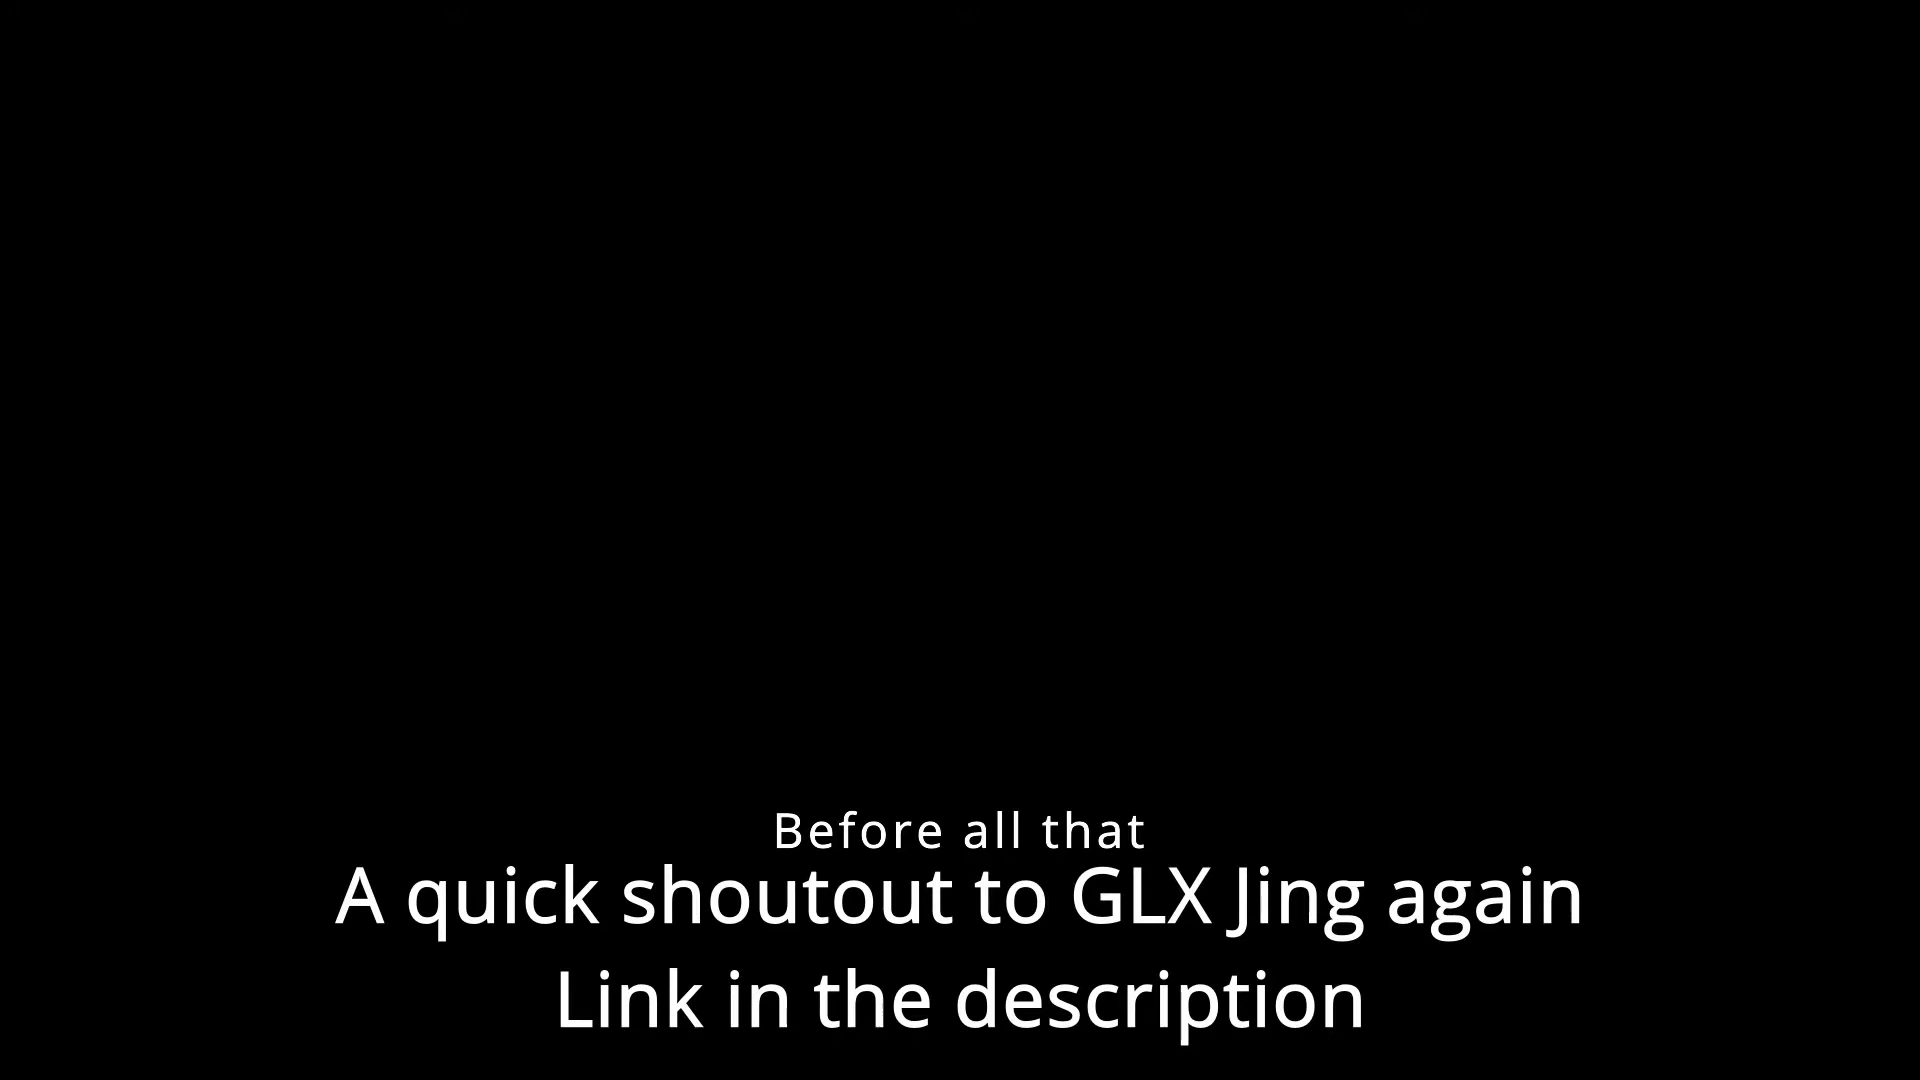 Before all that
A quick shoutout to GLX Jing again
Link in the description